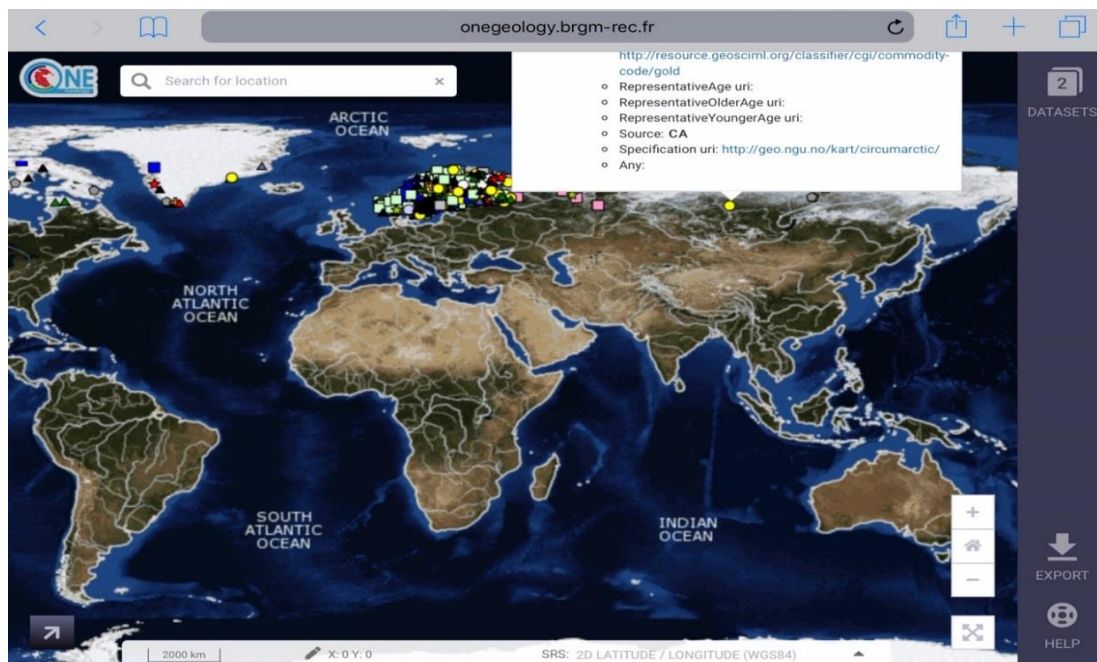 onegeology.brgm-rec.fr
ONE
Search for location
http://resource.geosciml.org/classifier/cgi/commodity-
code/gold
RepresentativeAge uri:
RepresentativeOlderAge uri:
RepresentativeYoungerAge uri:
Source: CA
Specification uri: http://geo.ngu.no/kart/circumarctic/
Any:
2
DATASETS
ARCTIC
OCEAN
NORTH
ATLANTIC
OCEAN
SOUTH
ATLANTIC
OCEAN
INDIAN
OCEAN
EXPORT
HELP
2000 km
X: 0 Y: 0
SRS: 2D LATITUDE / LONGITUDE (WGS84)